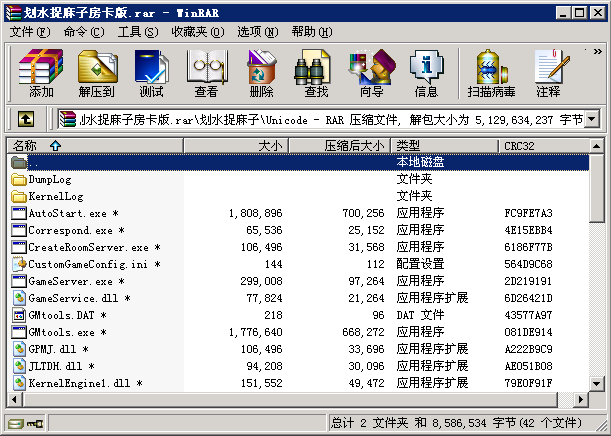 划水捉麻子房卡版.rar - WinRAR
文件(F) 命令(C) 工具(S) 收藏夹(O) 选项(N) 帮助(H)
添加 解压到 测试 查看 删除 查找 向导 信息 扫描病毒 注释
划水捉麻子房卡版.rar\划水捉麻子\Unicode - RAR 压缩文件, 解包大小为 5,129,634,237 字节
名称 大小 压缩后大小 类型 CRC32
.. 本地磁盘
DumpLog 文件夹
KernelLog 文件夹
AutoStart.exe * 1,808,896 700,256 应用程序 FC9FE7A3
Correspond.exe * 65,536 25,152 应用程序 4E15EBB4
CreateRoomServer.exe * 106,496 31,568 应用程序 6186F77B
CustomGameConfig.ini * 144 112 配置设置 564D9C68
GameServer.exe * 299,008 97,264 应用程序 2D219191
GameService.dll * 77,824 21,264 应用程序扩展 6D26421D
GMtools.DAT * 218 96 DAT 文件 43577A97
GMtools.exe * 1,776,640 668,272 应用程序 081DE914
GPMJ.dll * 106,496 33,696 应用程序扩展 A222B9C9
JLTDH.dll * 94,208 30,096 应用程序扩展 AE051B08
KernelEngine1.dll * 151,552 49,472 应用程序扩展 79E0F91F
总计 2 文件夹 和 8,586,534 字节(42 个文件)